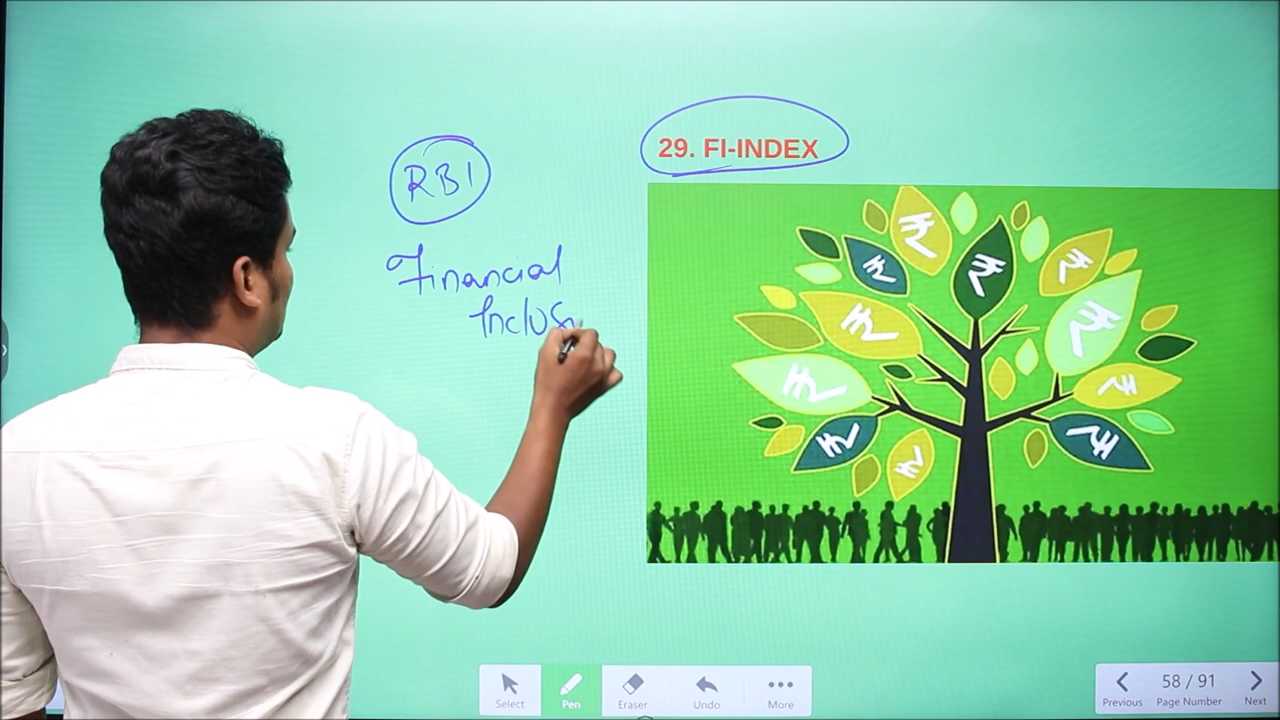 29. FI-INDEX
RBI
Financial
Inclus
₹ ₹ ₹ ₹ ₹ ₹ ₹ ₹ ₹ ₹ ₹
Select
Pen
Eraser
Undo
More
58 / 91
Previous
Page Number
Next